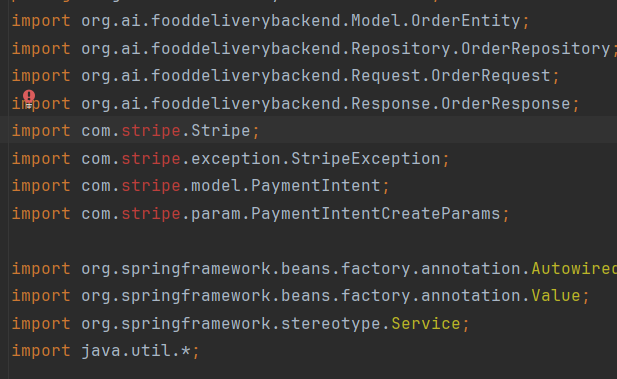 import org.ai.fooddeliverybackend.Model.OrderEntity;
import org.ai.fooddeliverybackend.Repository.OrderRepository;
import org.ai.fooddeliverybackend.Request.OrderRequest;
import org.ai.fooddeliverybackend.Response.OrderResponse;
import com.stripe.Stripe;
import com.stripe.exception.StripeException;
import com.stripe.model.PaymentIntent;
import com.stripe.param.PaymentIntentCreateParams;
import org.springframework.beans.factory.annotation.Autowired
import org.springframework.beans.factory.annotation.Value;
import org.springframework.stereotype.Service;
import java.util.*;